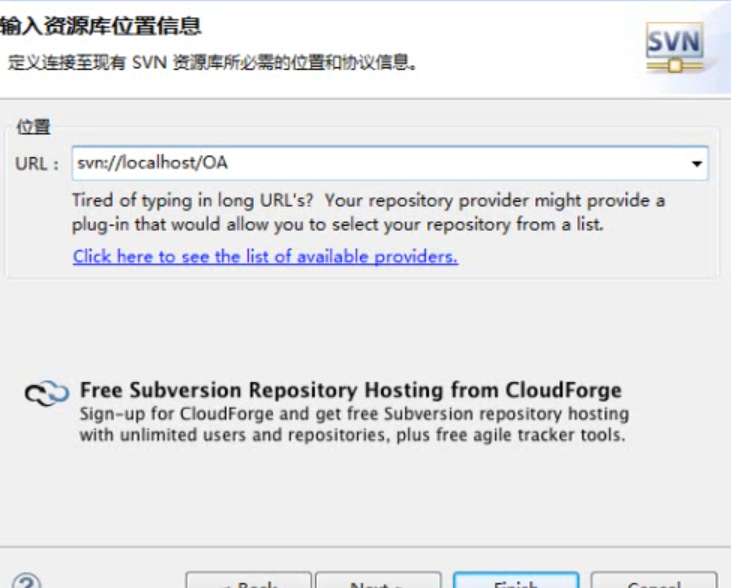 输入资源库位置信息
定义连接至现有 SVN 资源库所必需的位置和协议信息。
SVN
位置
URL：
svn://localhost/OA
Tired of typing in long URL's? Your repository provider might provide a
plug-in that would allow you to select your repository from a list.
Click here to see the list of available providers.
Free Subversion Repository Hosting from CloudForge
Sign-up for CloudForge and get free Subversion repository hosting
with unlimited users and repositories, plus free agile tracker tools.
?
< Back
Next >
Finish
Cancel